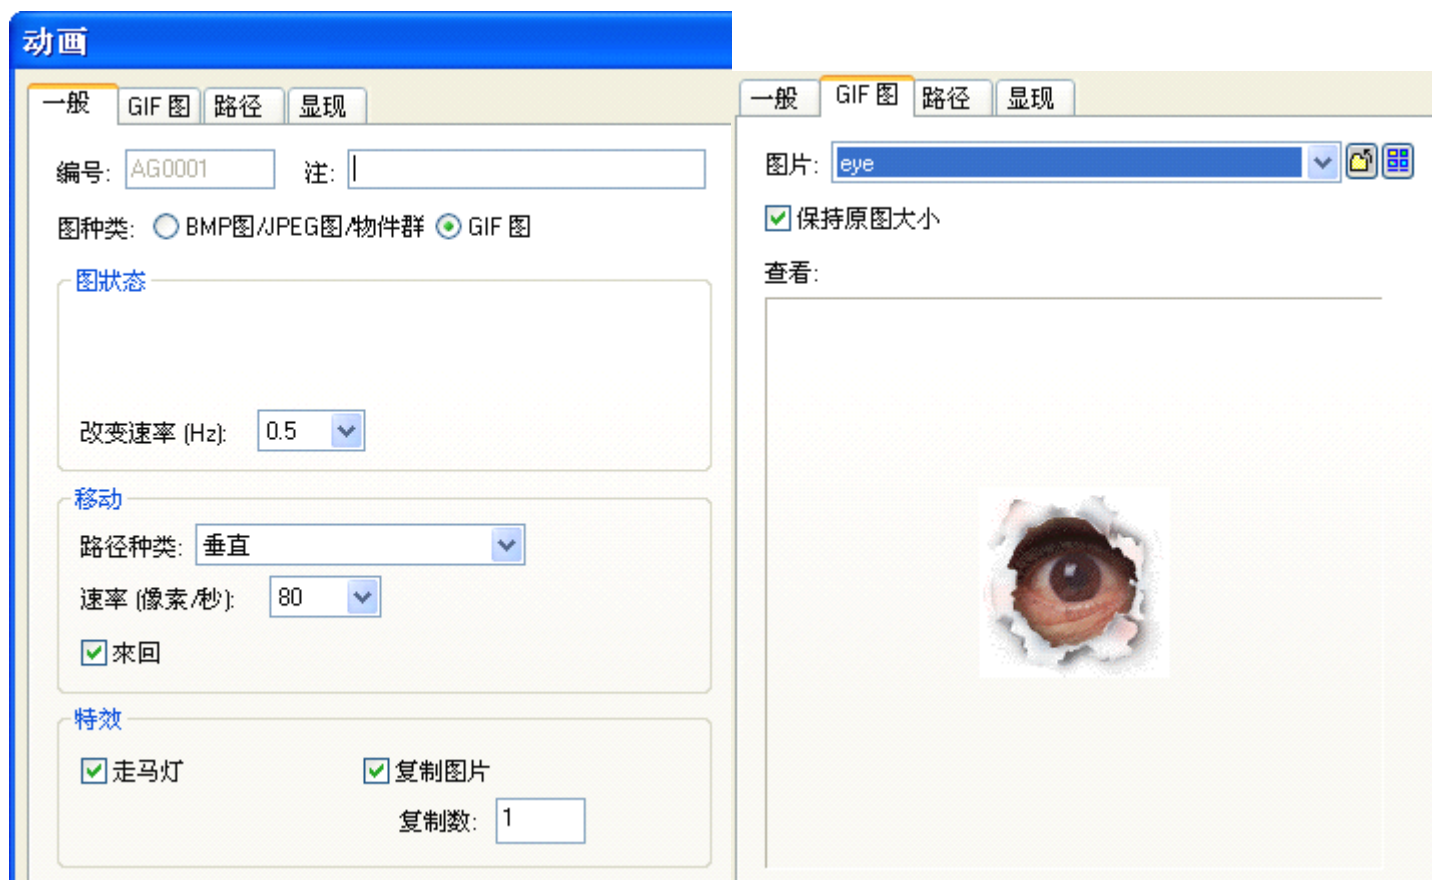 动画
一般 GIF 图 路径 显现
编号: AG0001 注:
图种类: BMP图/JPEG图/物件群 GIF 图
图狀态
改变速率 (Hz): 0.5
移动
路径种类: 垂直
速率 (像素/秒): 80
來回
特效
走马灯 复制图片
复制数: 1
一般 GIF 图 路径 显现
图片: eye
保持原图大小
查看: